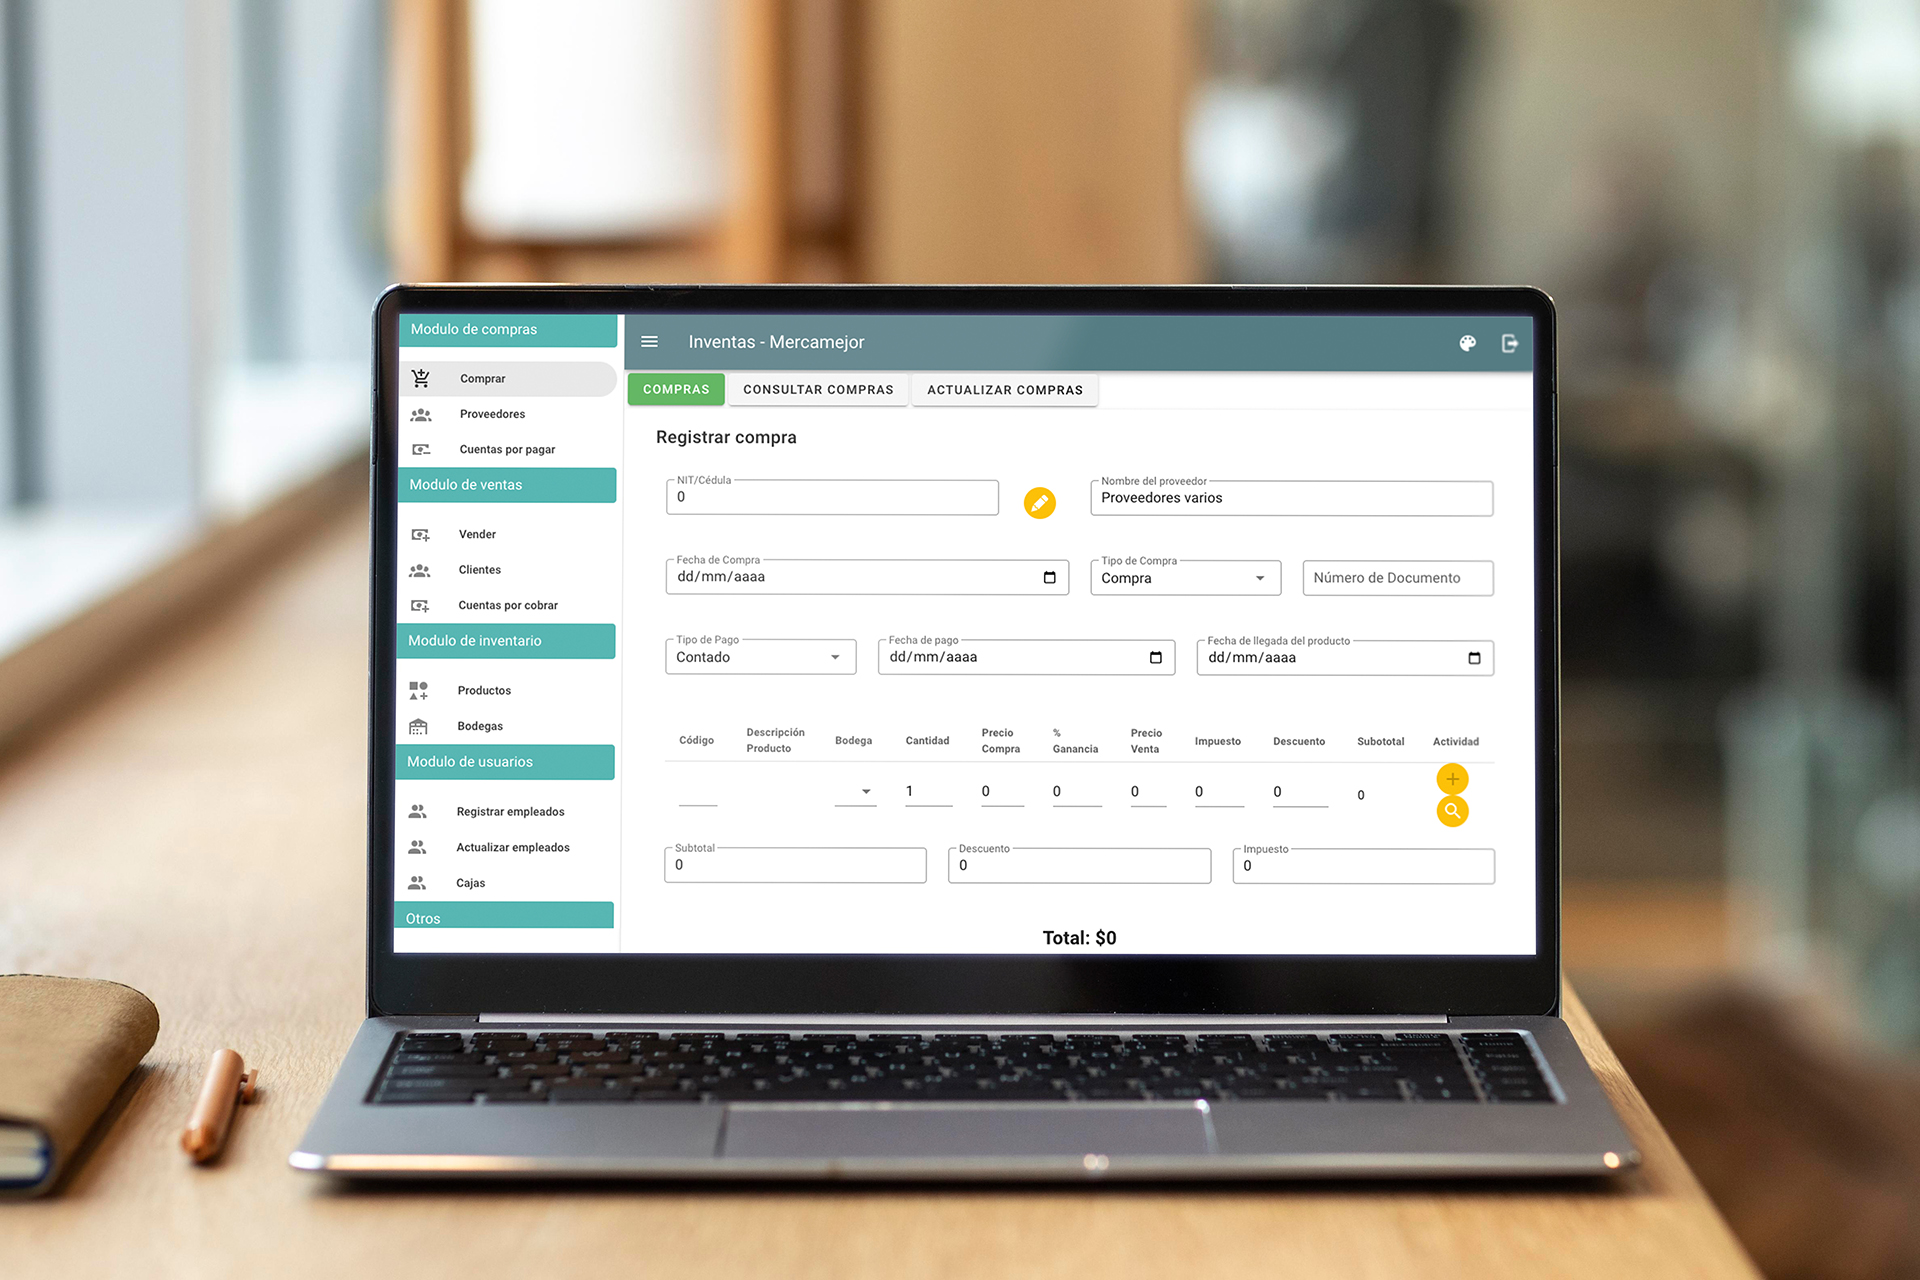 Modulo de compras
Comprar
Proveedores
Cuentas por pagar
Modulo de ventas
Vender
Clientes
Cuentas por cobrar
Modulo de inventario
Productos
Bodegas
Modulo de usuarios
Registrar empleados
Actualizar empleados
Cajas
Otros
Inventas - Mercamejor
COMPRAS CONSULTAR COMPRAS ACTUALIZAR COMPRAS
Registrar compra
NIT/Cédula
0
Nombre del proveedor
Proveedores varios
Fecha de Compra
dd/mm/aaaa
Tipo de Compra
Compra
Número de Documento
Tipo de Pago
Contado
Fecha de pago
dd/mm/aaaa
Fecha de llegada del producto
dd/mm/aaaa
Código
Descripción
Producto
Bodega
Cantidad
Precio
Compra
%
Ganancia
Precio
Venta
Impuesto
Descuento
Subototal
Actividad
1 0 0 0 0 0 0
Subtotal
0
Descuento
0
Impuesto
0
Total: $0